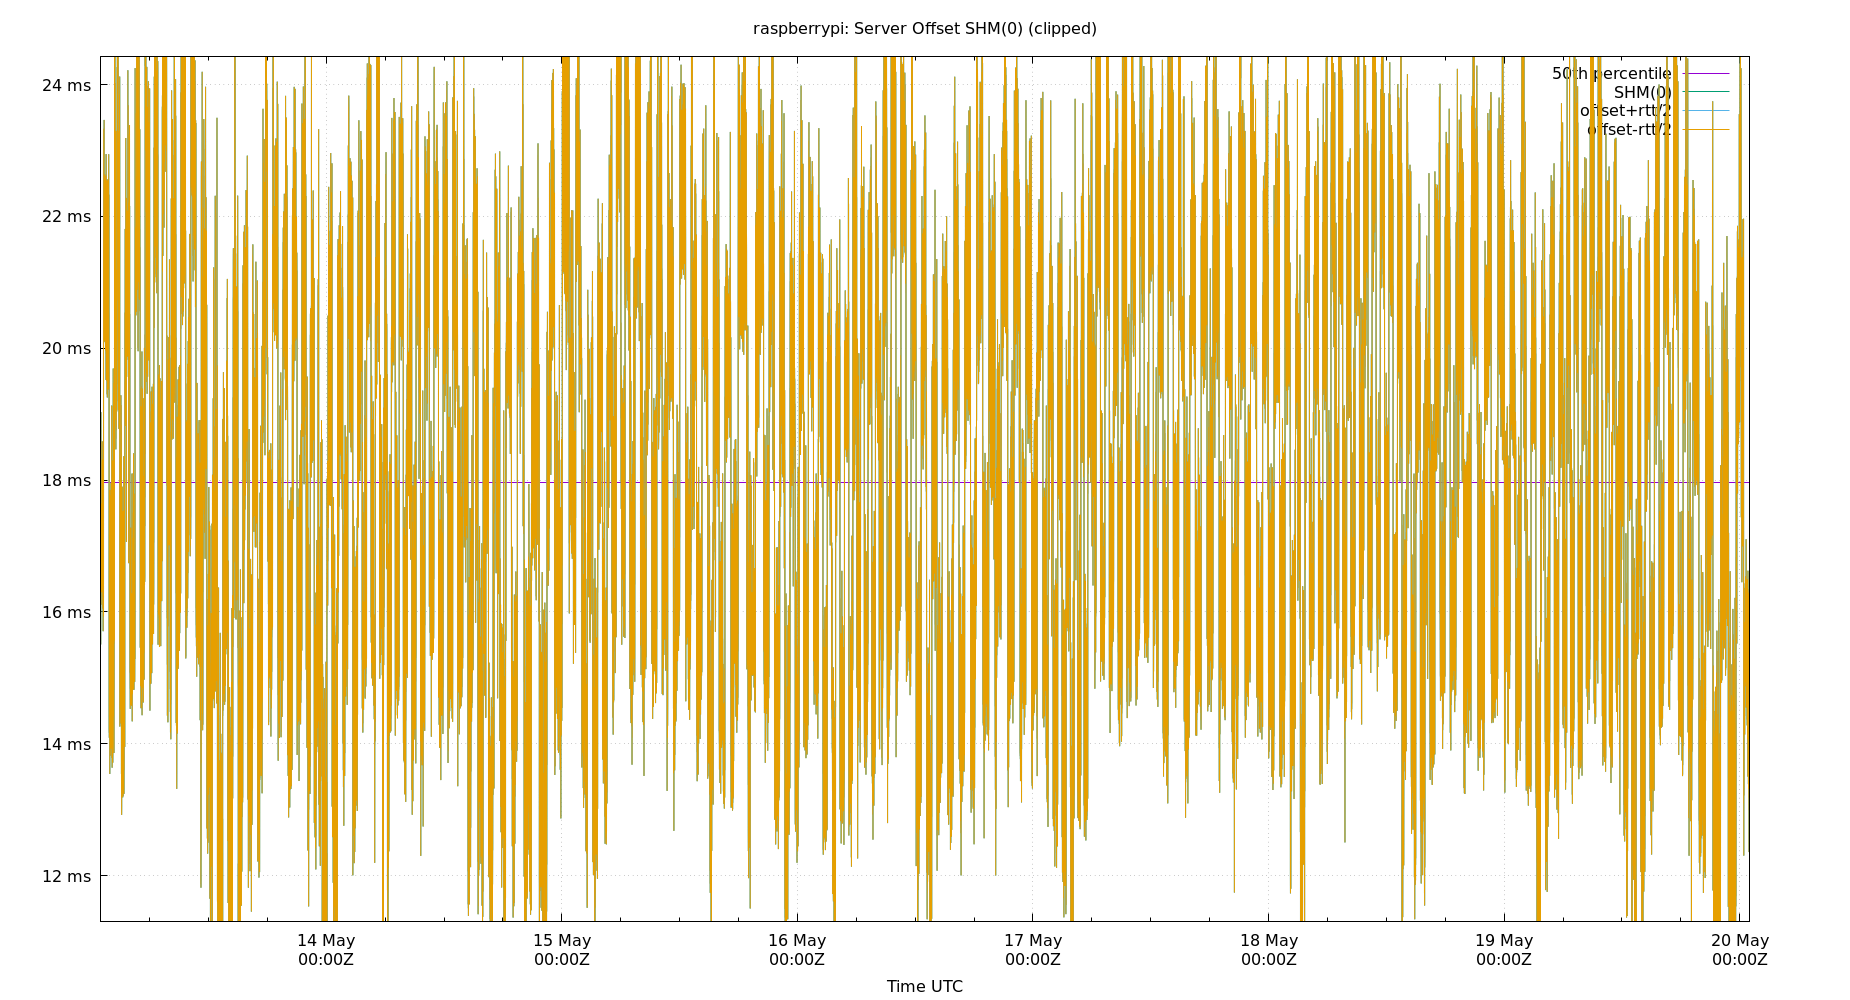 raspberrypi: Server Offset SHM(0) (clipped)
24 ms
22 ms
20 ms
18 ms
16 ms
14 ms
12 ms
50th percentile
SHM(0)
offset+rtt/2
offset-rtt/2
14 May
00:00Z
15 May
00:00Z
16 May
00:00Z
17 May
00:00Z
18 May
00:00Z
19 May
00:00Z
20 May
00:00Z
Time UTC